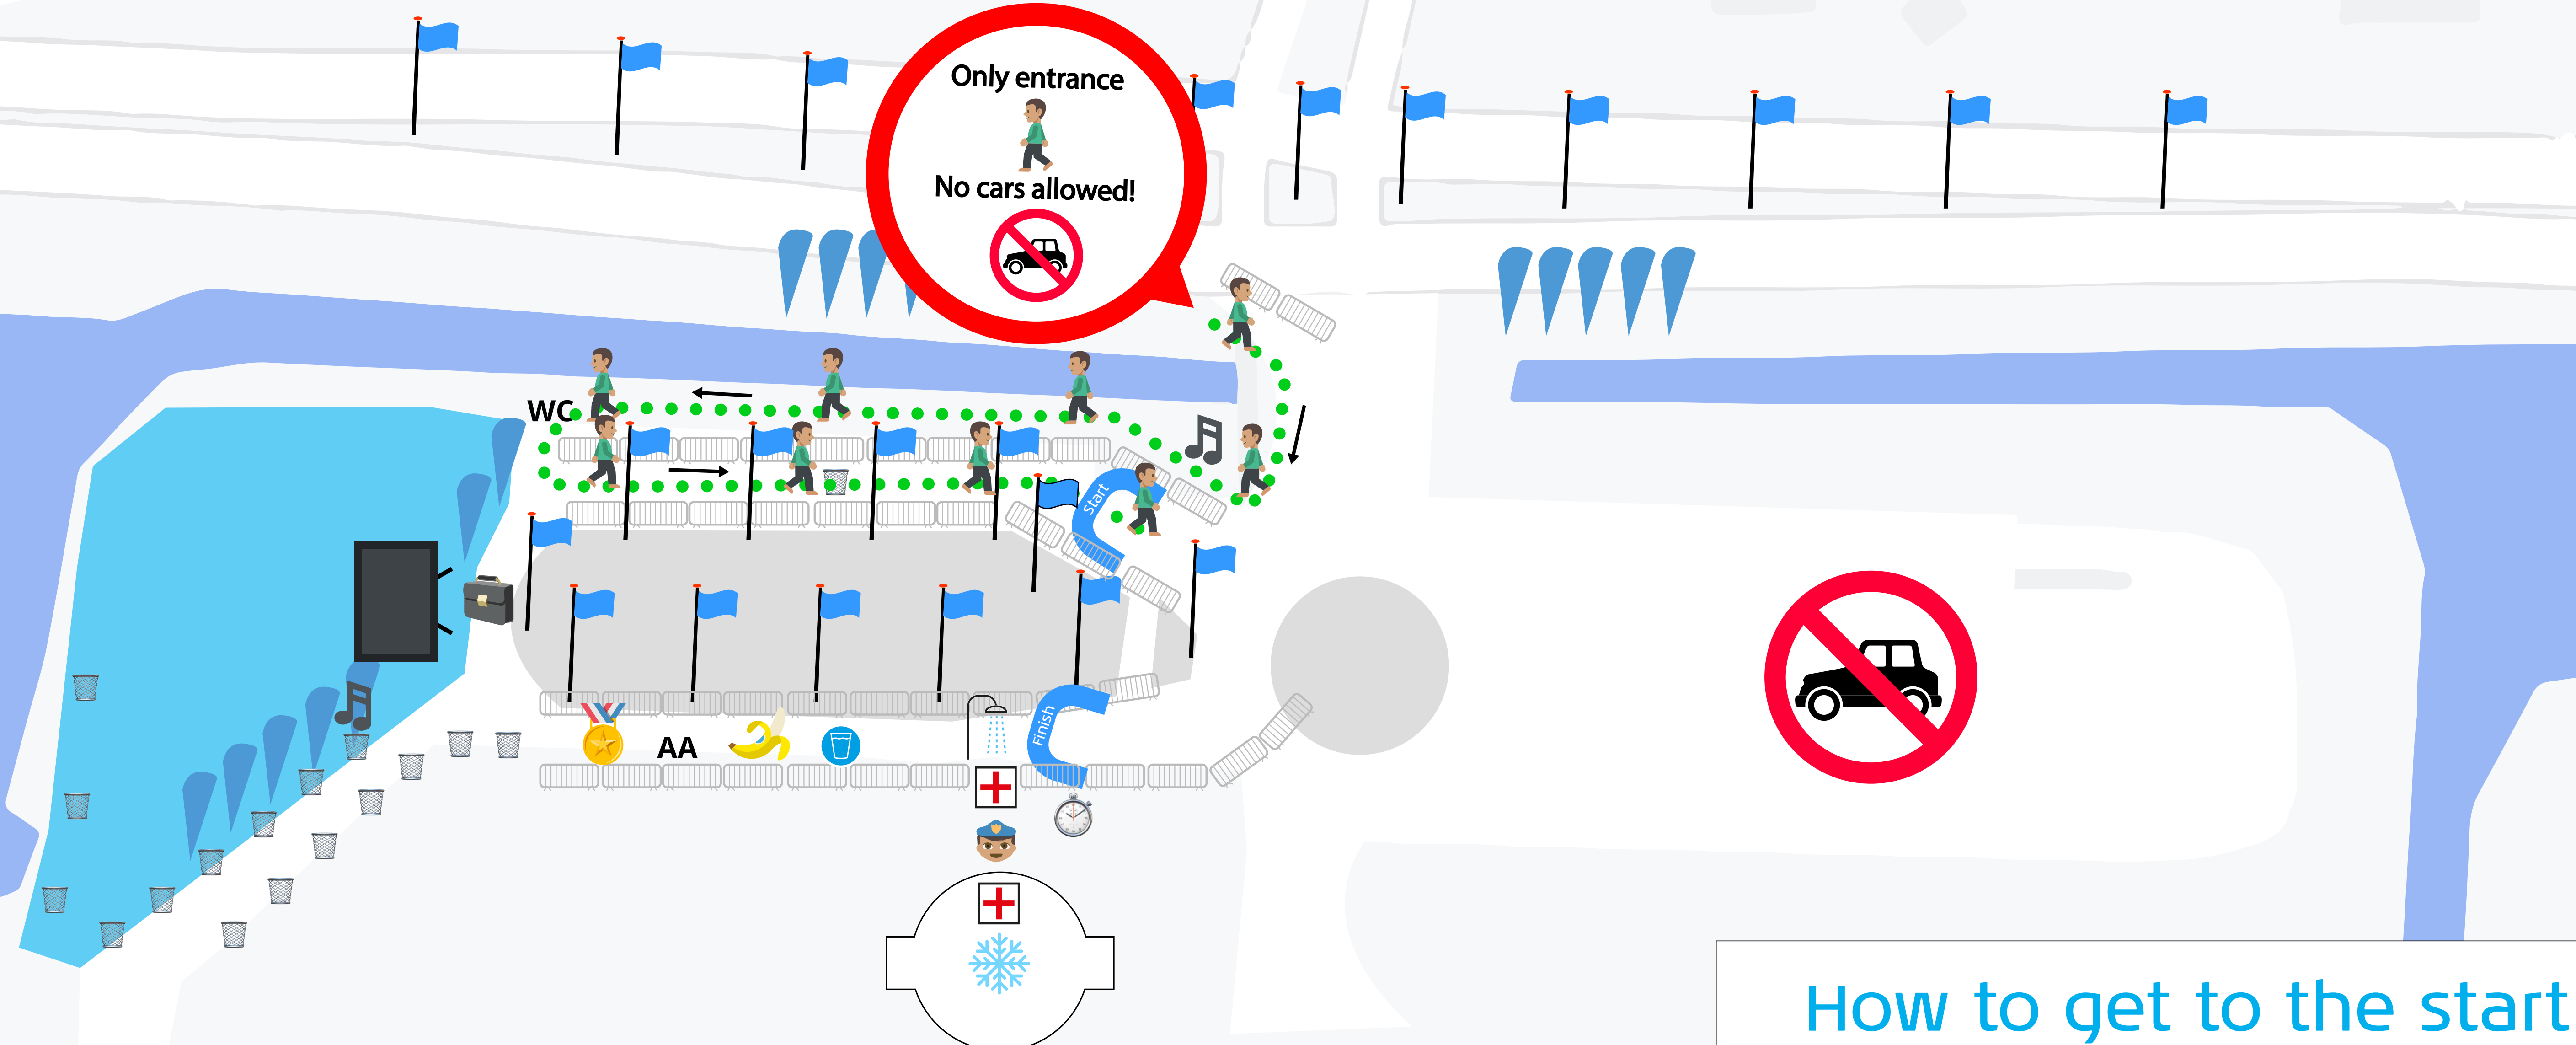 Only entrance
No cars allowed!
WC
Start
AA
Finish
How to get to the start